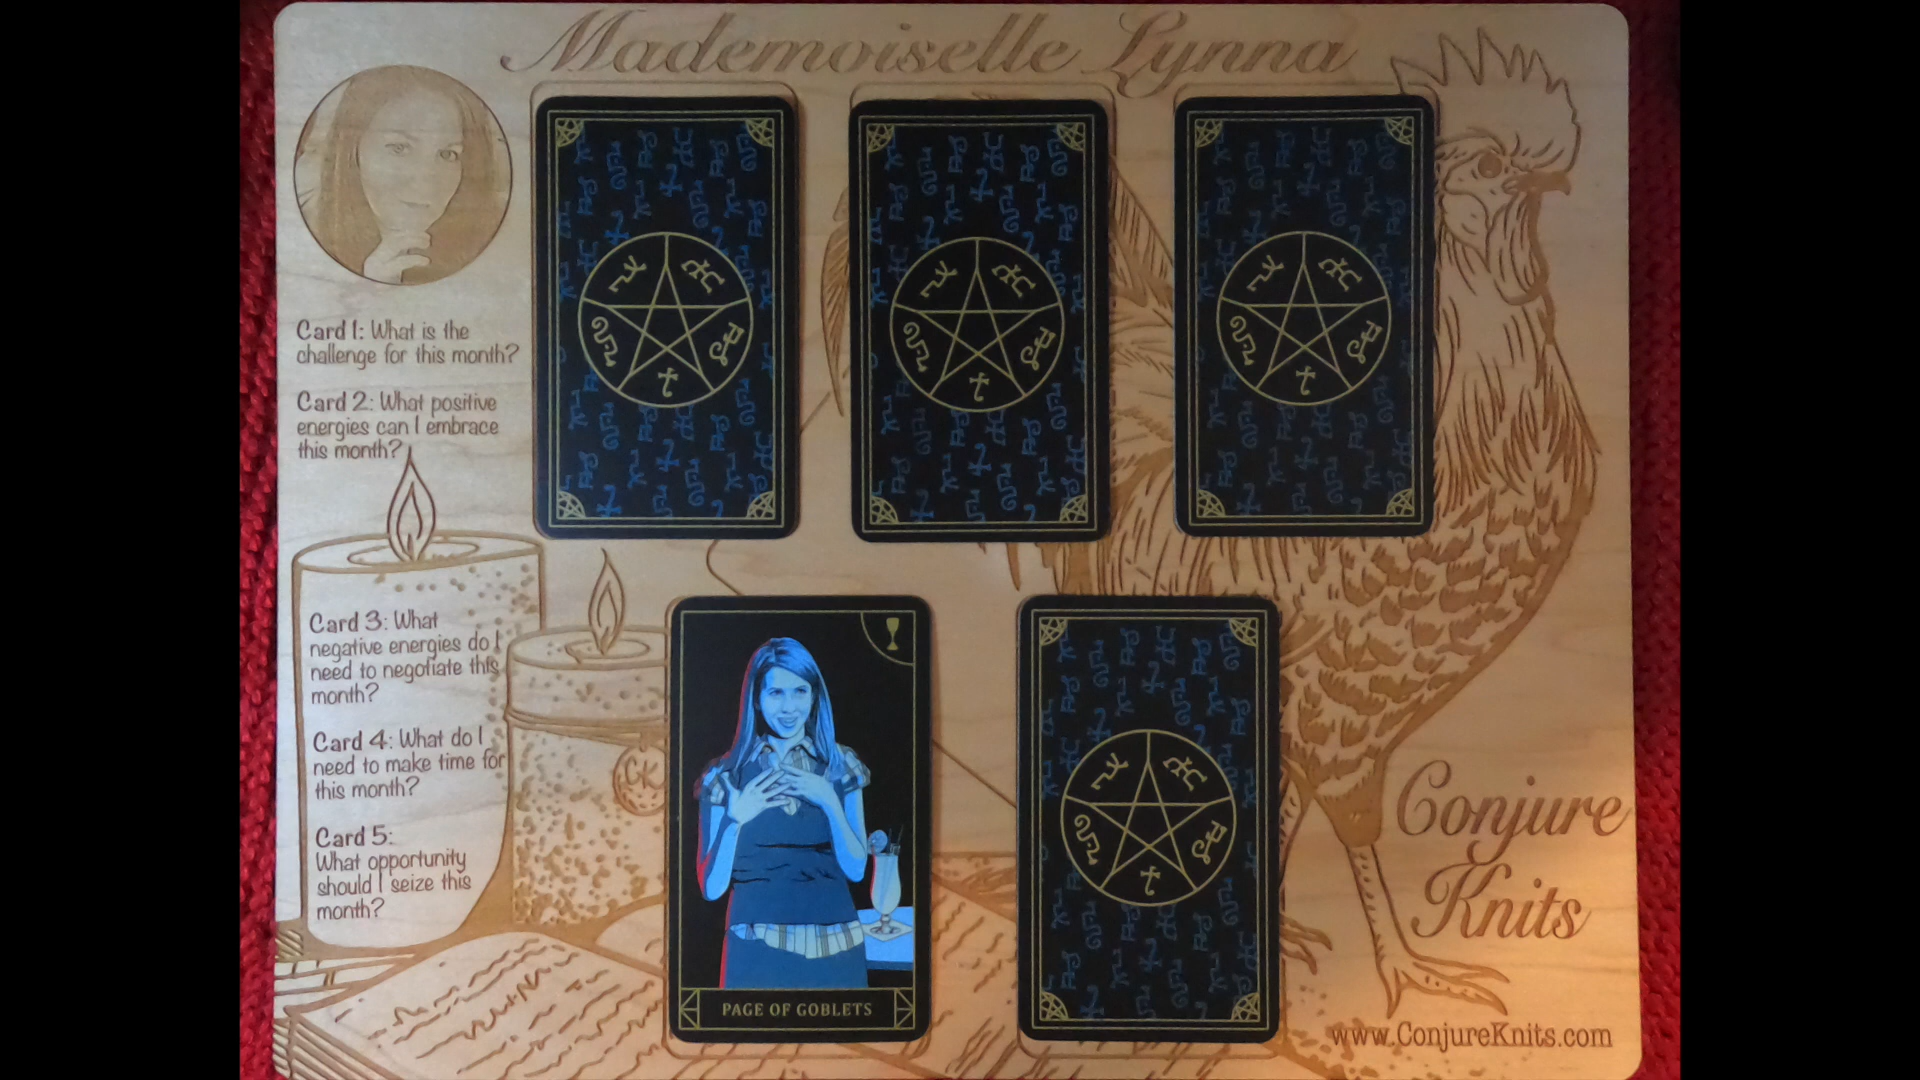 Mademoiselle Lynna
Card 1: What is the
challenge for this month?
Card 2: What positive
energies can I embrace
this month?
Card 3: What
negative energies do I
need to negotiate this
month?
Card 4: What do I
need to make time for
this month?
Card 5:
What opportunity
should I seize this
month?
CK
PAGE OF GOBLETS
Conjure
Knits
www.ConjureKnits.com